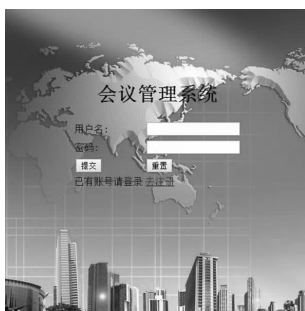 会议管理系统
用户名：
密码：
提交 重置
已有账号请登录 去注册